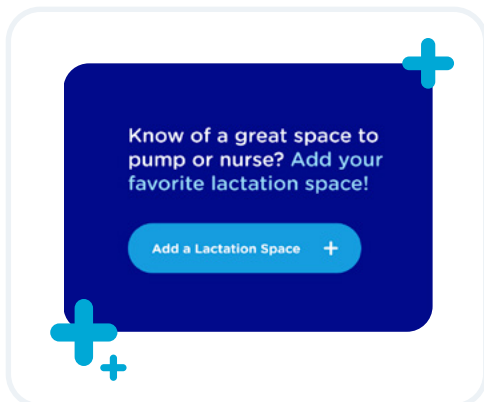 Know of a great space to
pump or nurse? Add your
favorite lactation space!
Add a Lactation Space +